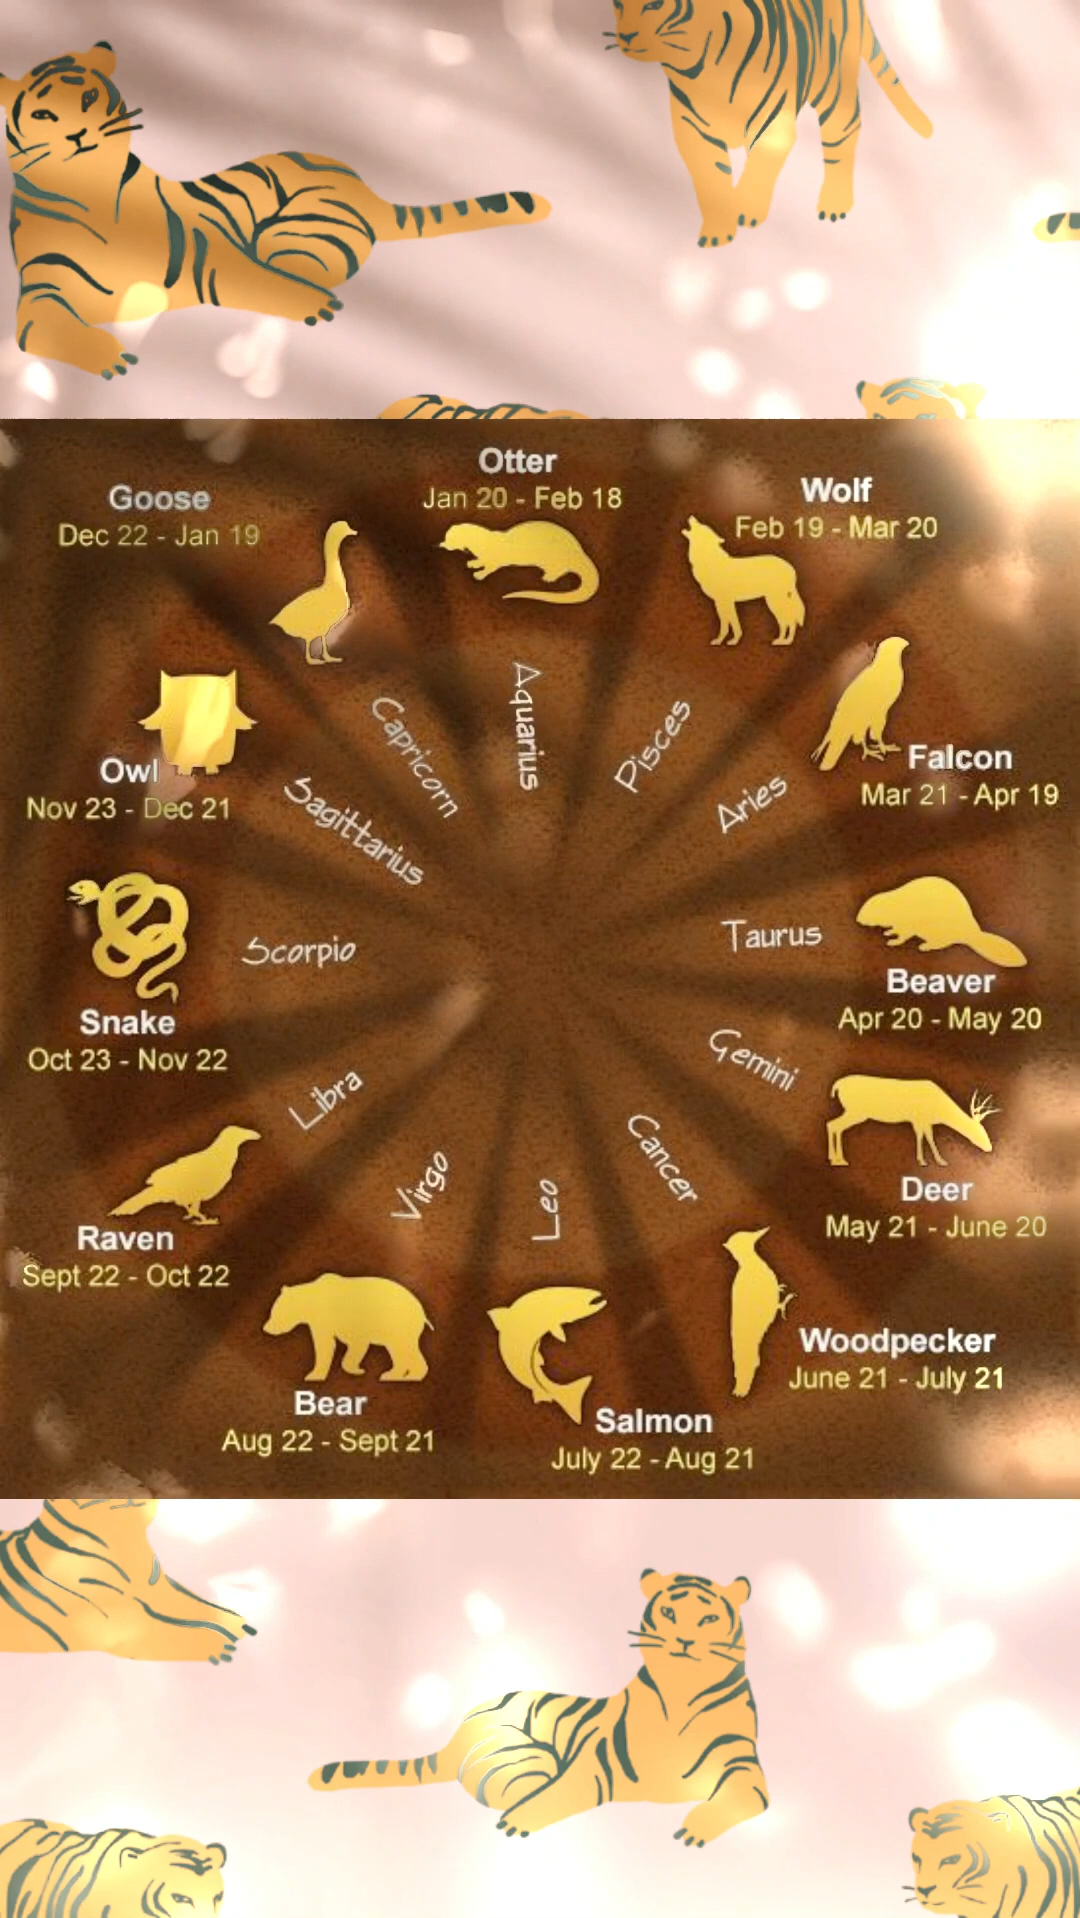 Otter
Jan 20 - Feb 18
Wolf
Feb 19 - Mar 20
Goose
Dec 22 - Jan 19
Falcon
Mar 21 - Apr 19
Owl
Nov 23 - Dec 21
Capricorn
Aquarius
Pisces
Aries
Sagittarius
Taurus
Scorpio
Beaver
Apr 20 - May 20
Snake
Oct 23 - Nov 22
Gemini
Libra
Cancer
Virgo
Leo
Deer
May 21 - June 20
Raven
Sept 22 - Oct 22
Woodpecker
June 21 - July 21
Bear
Aug 22 - Sept 21
Salmon
July 22 - Aug 21